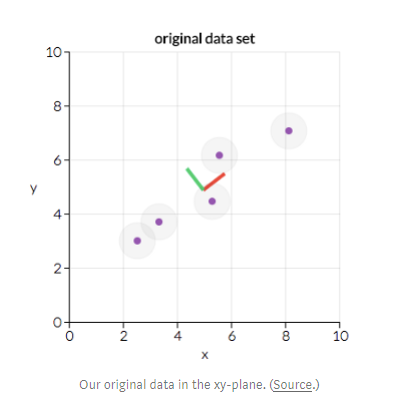 original data set
10
8
6
y
4
2
0
0 2 4 6 8 10
x
Our original data in the xy-plane. (Source.)